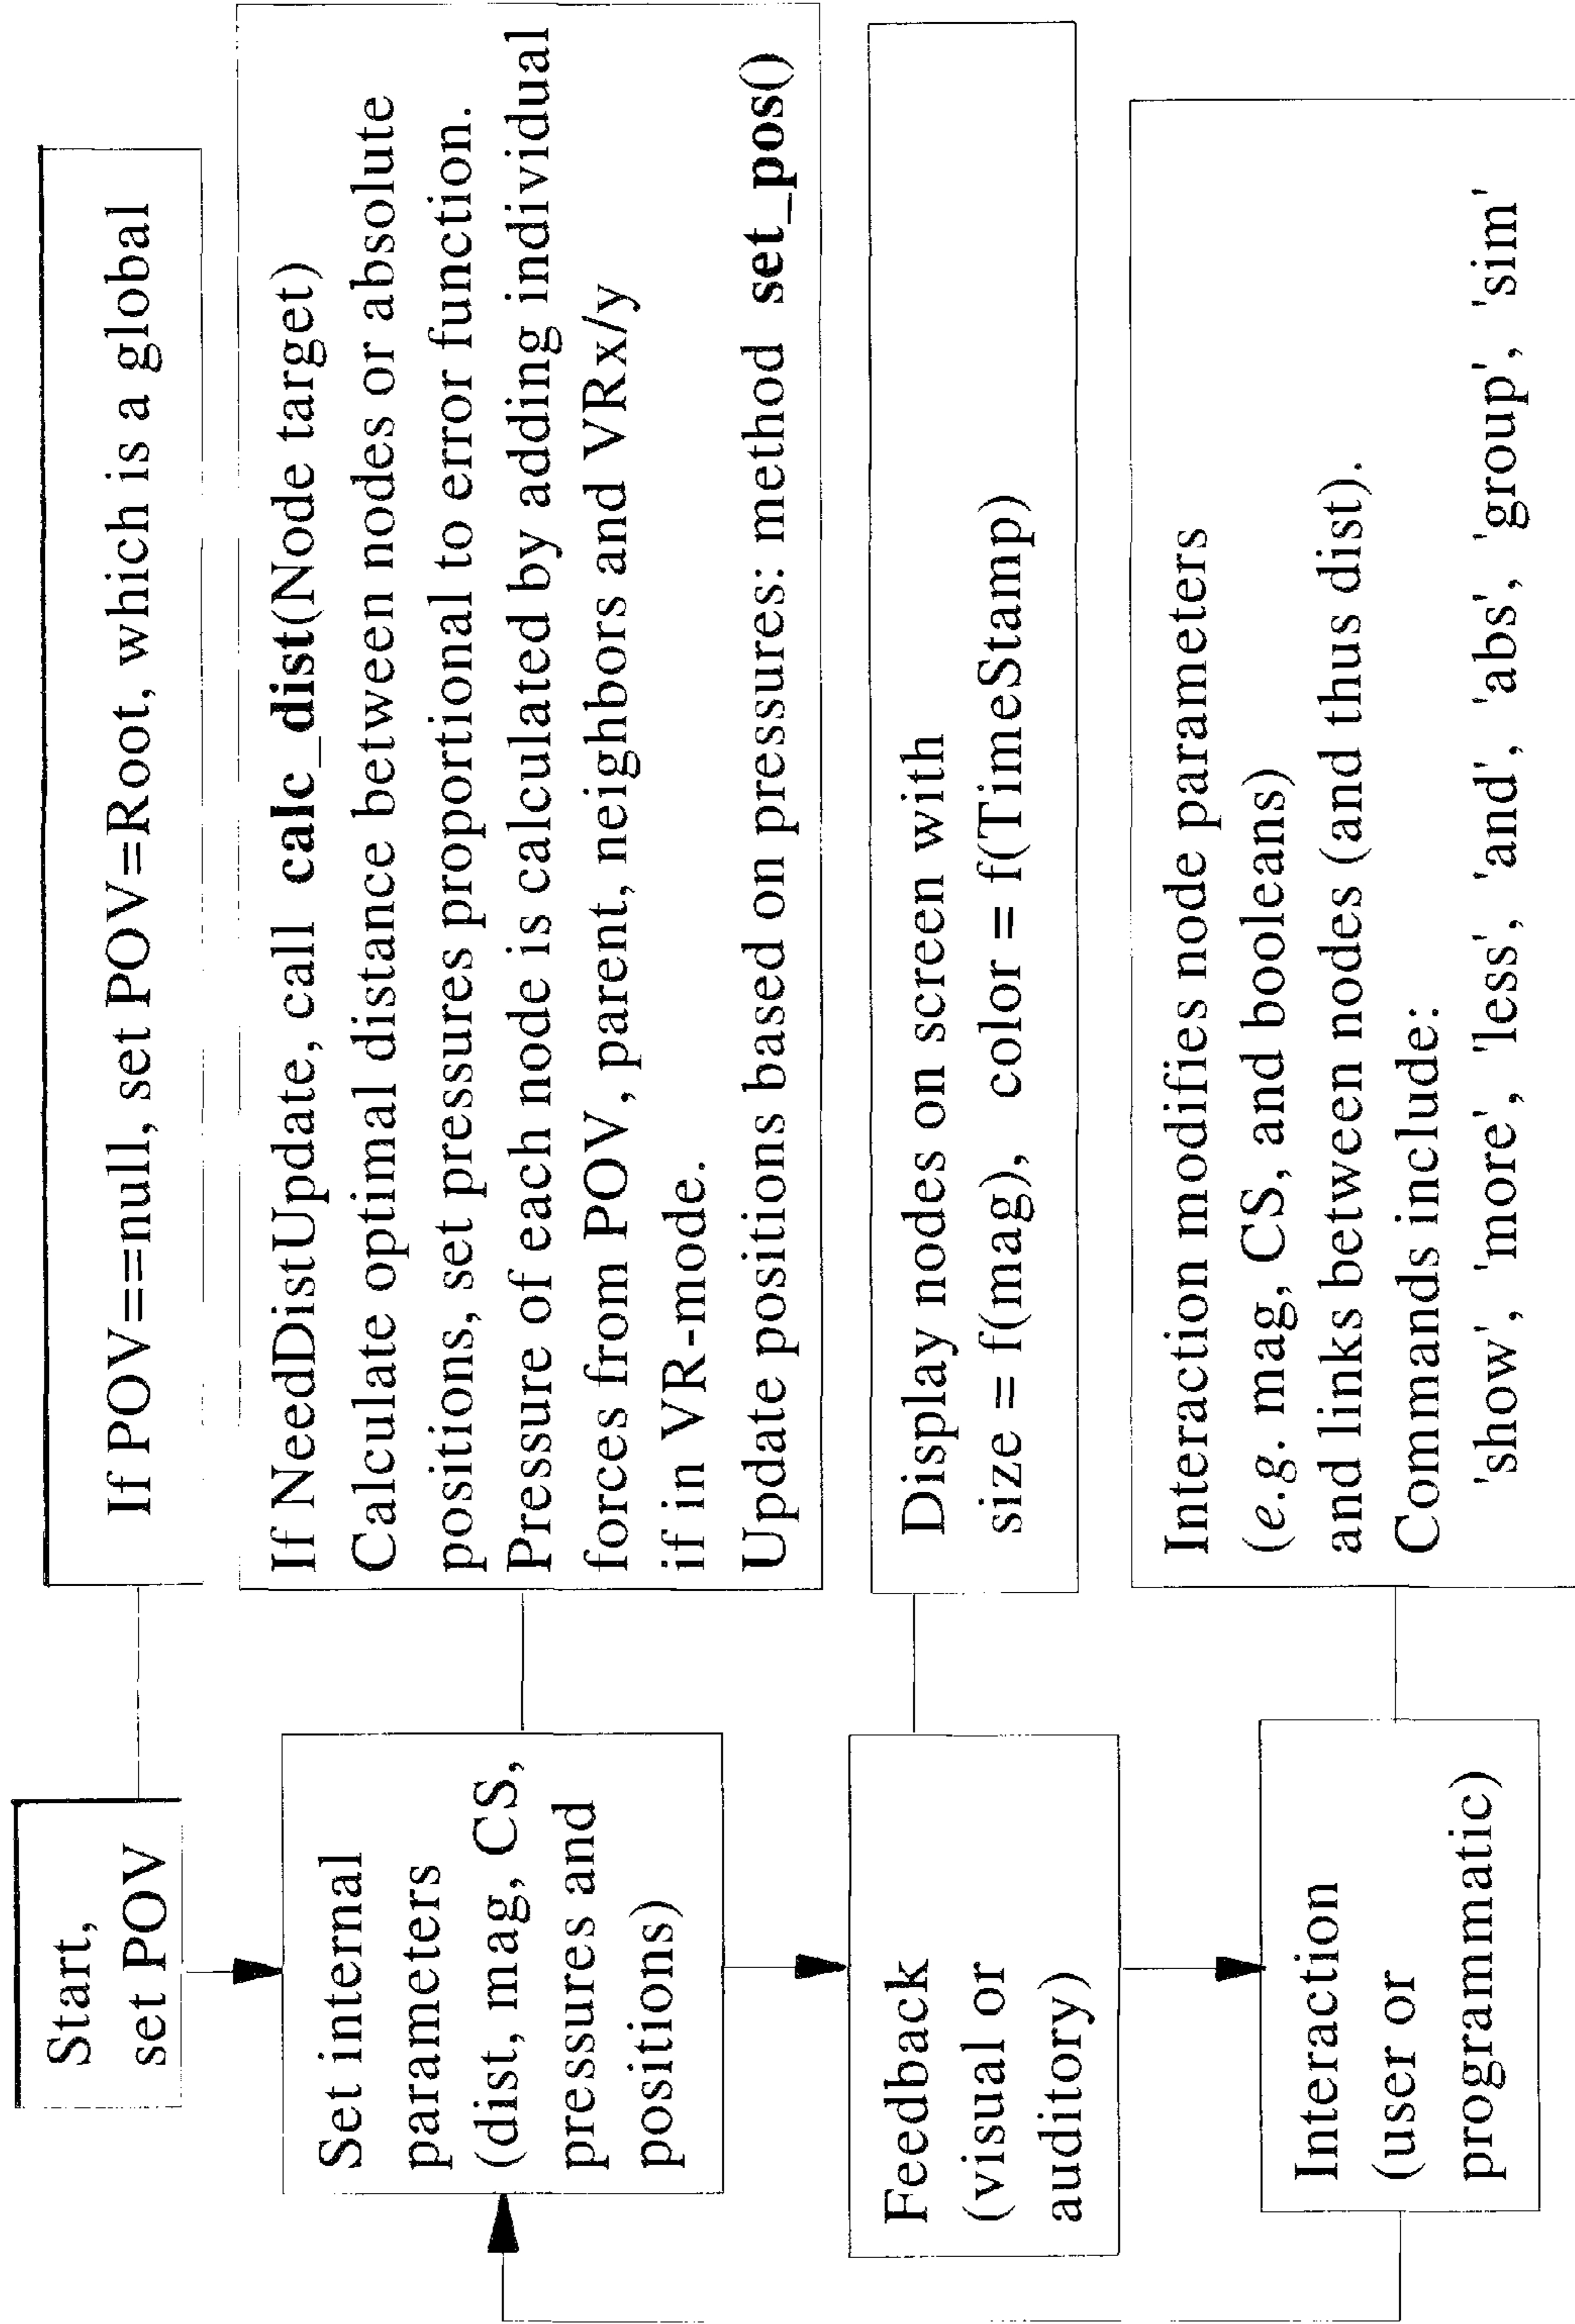 Start,
set POV
If POV==null, set POV=Root, which is a global
Set internal
parameters
(dist, mag, CS,
pressures and
positions)
If NeedDistUpdate, call calc_dist(Node target)
Calculate optimal distance between nodes or absolute
positions, set pressures proportional to error function.
Pressure of each node is calculated by adding individual
forces from POV, parent, neighbors and VRx/y
if in VR-mode.
Update positions based on pressures: method set_pos()
Feedback
(visual or
auditory)
Display nodes on screen with
size = f(mag), color = f(TimeStamp)
Interaction
(user or
programmatic)
Interaction modifies node parameters
(e.g. mag, CS, and booleans)
and links between nodes (and thus dist).
Commands include:
'show', 'more', 'less', 'and', 'abs', 'group', 'sim'